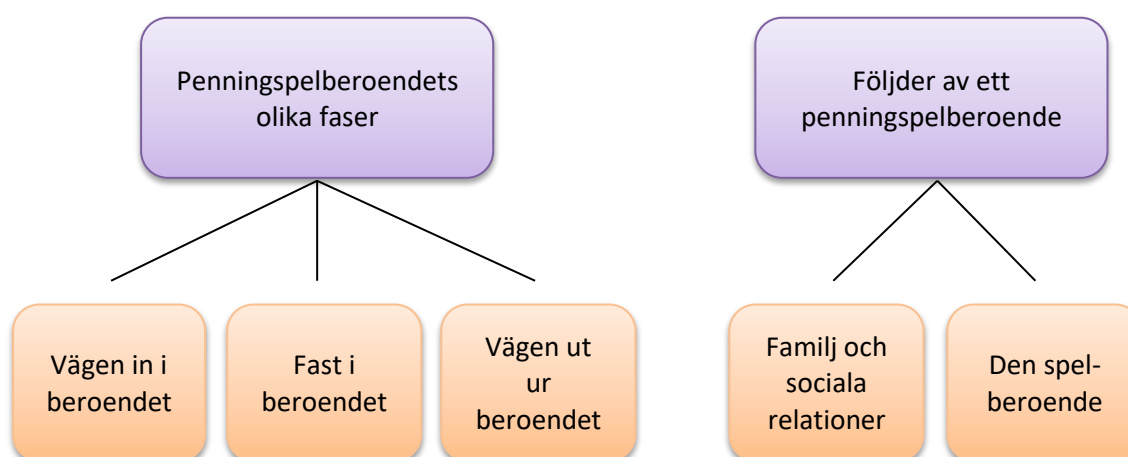 Penningspelberoendets
olika faser
Följder av ett
penningspelberoende
Vägen in i
beroendet
Fast i
beroendet
Vägen ut
ur
beroendet
Familj och
sociala
relationer
Den spel-
beroende